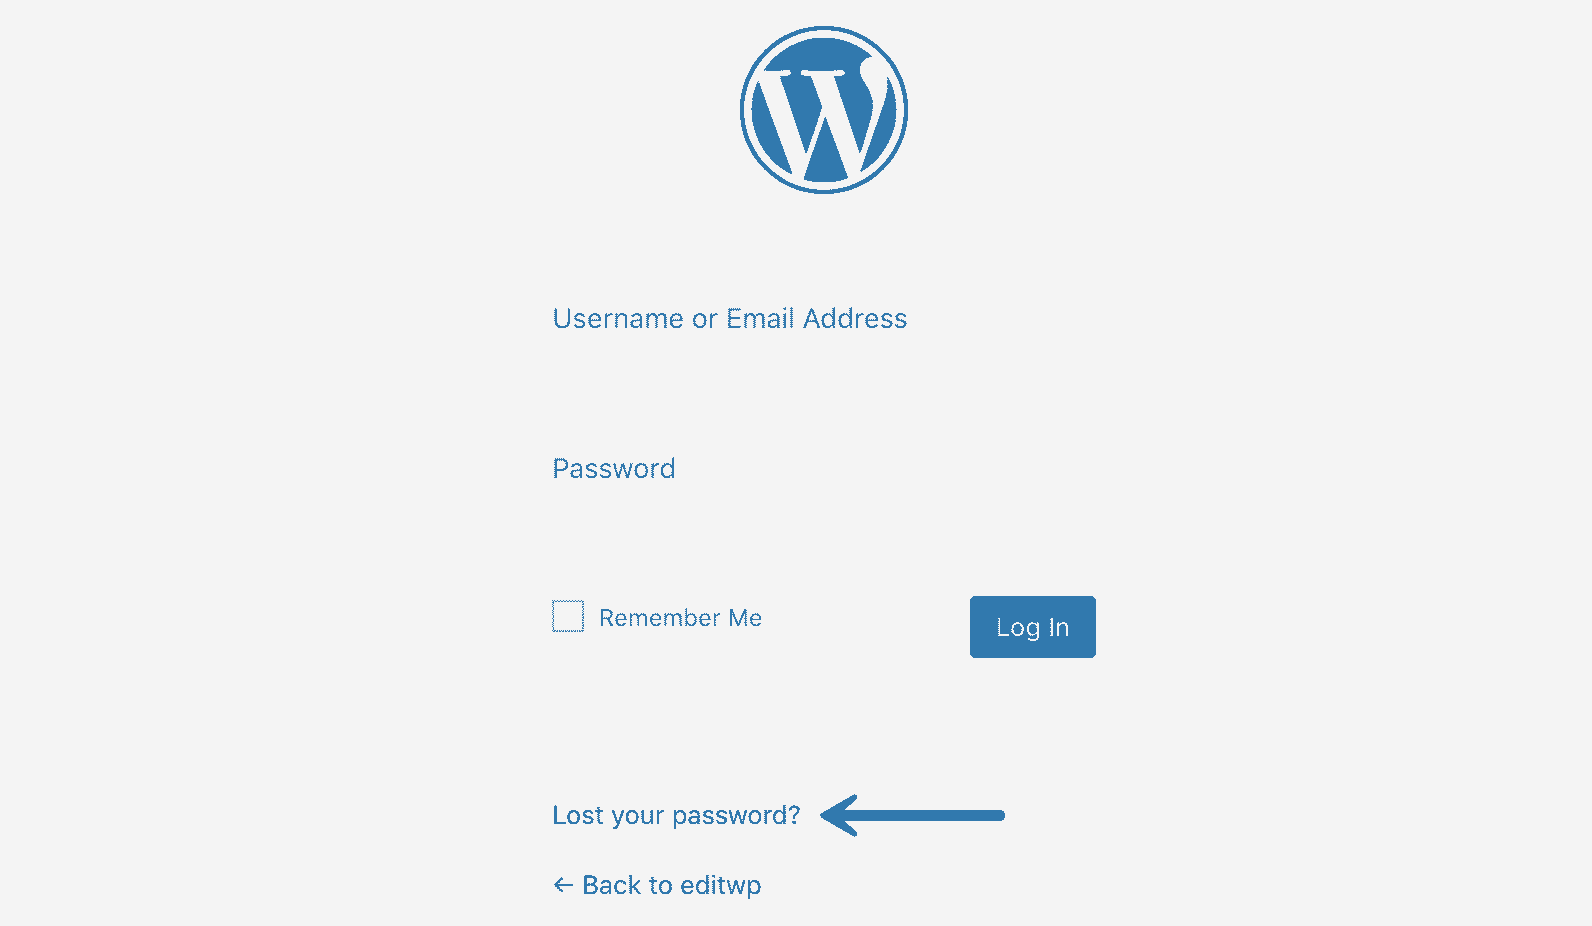 Username or Email Address
Password
Remember Me
Log In
Lost your password?
← Back to editwp